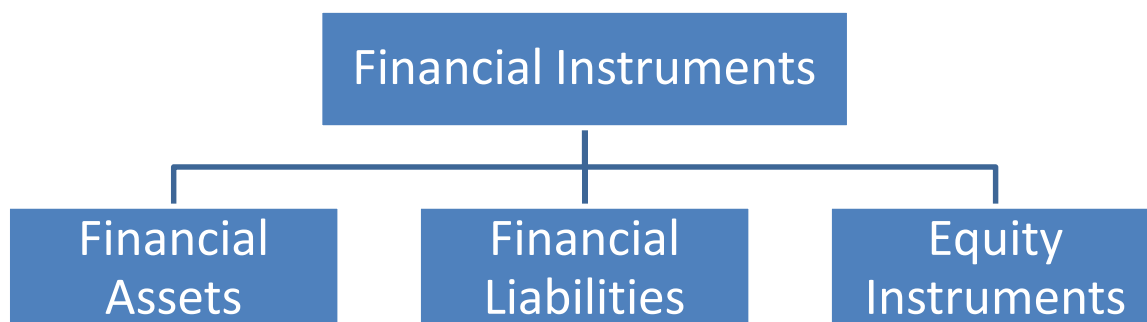 Financial Instruments
Financial
Assets
Financial
Liabilities
Equity
Instruments